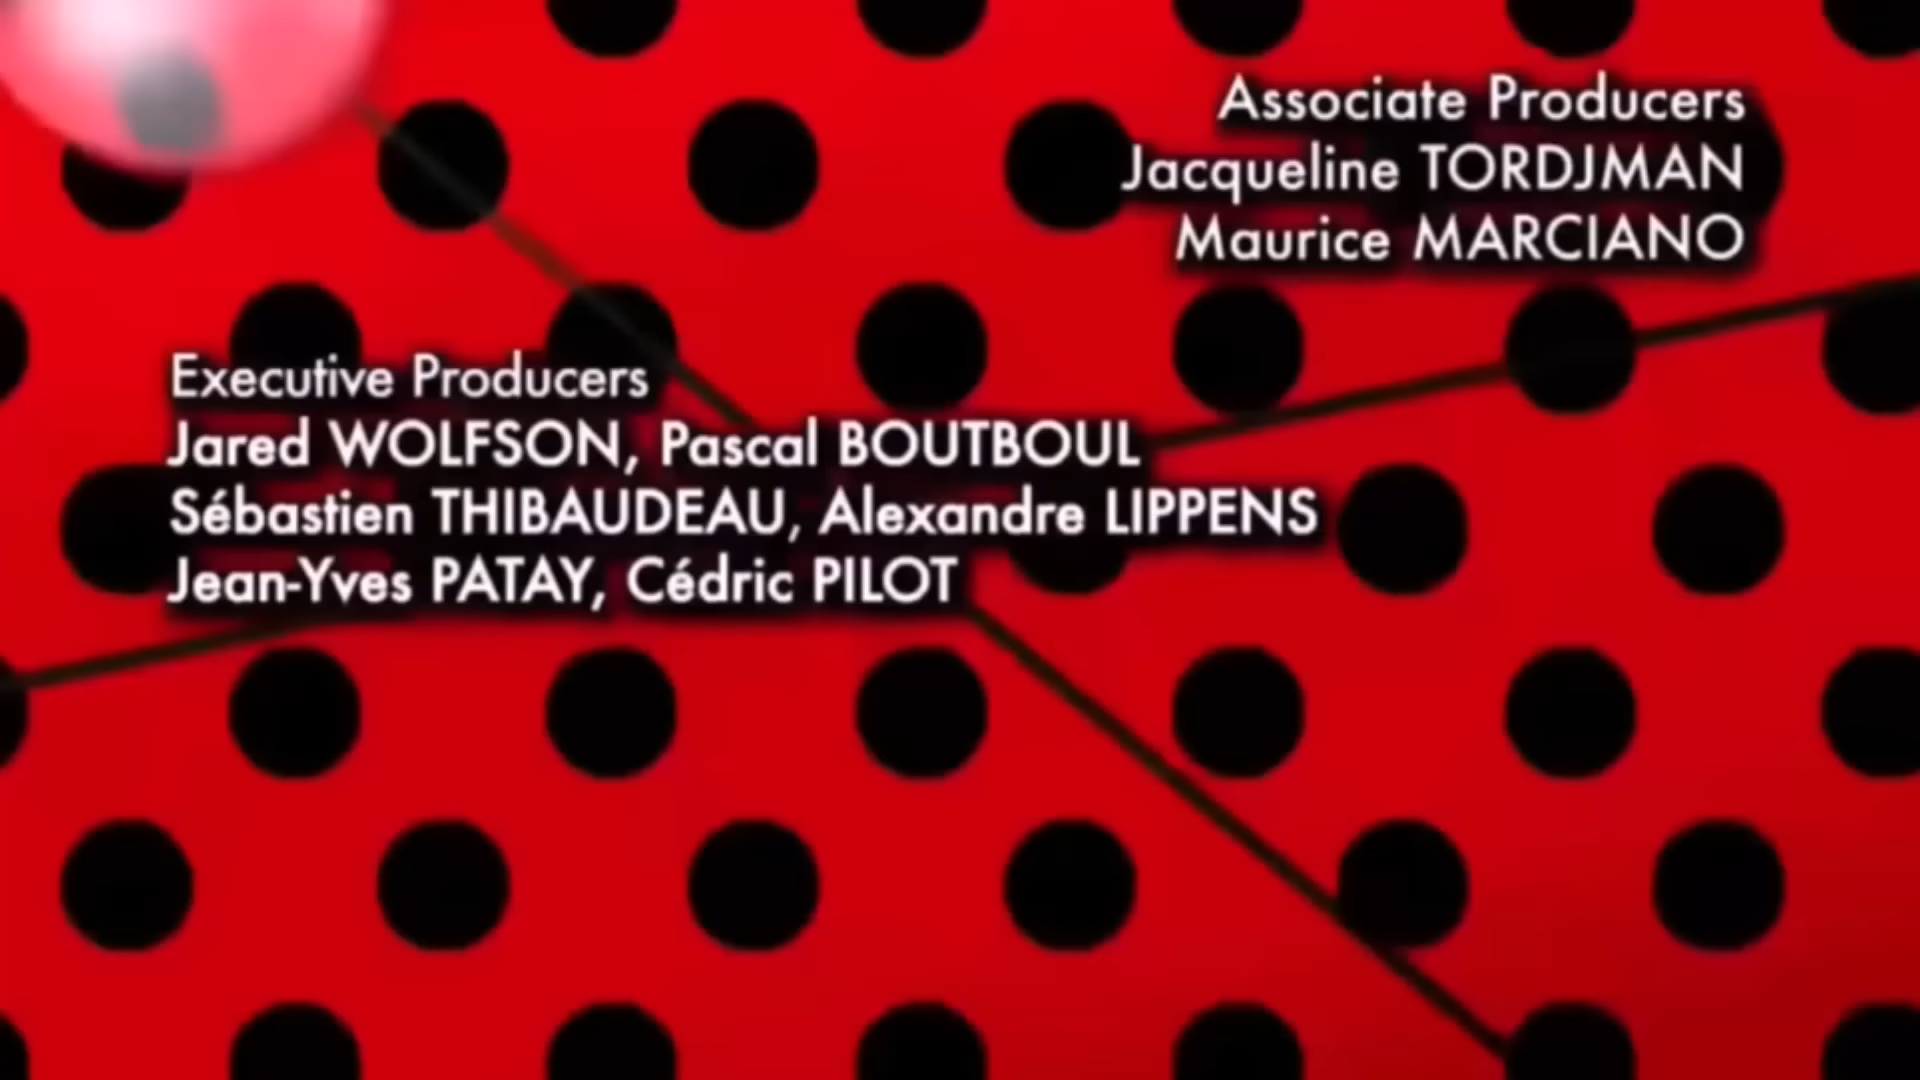 Associate Producers
Jacqueline TORDJMAN
Maurice MARCIANO
Executive Producers
Jared WOLFSON, Pascal BOUTBOUL
Sébastien THIBAUDEAU, Alexandre LIPPENS
Jean-Yves PATAY, Cédric PILOT